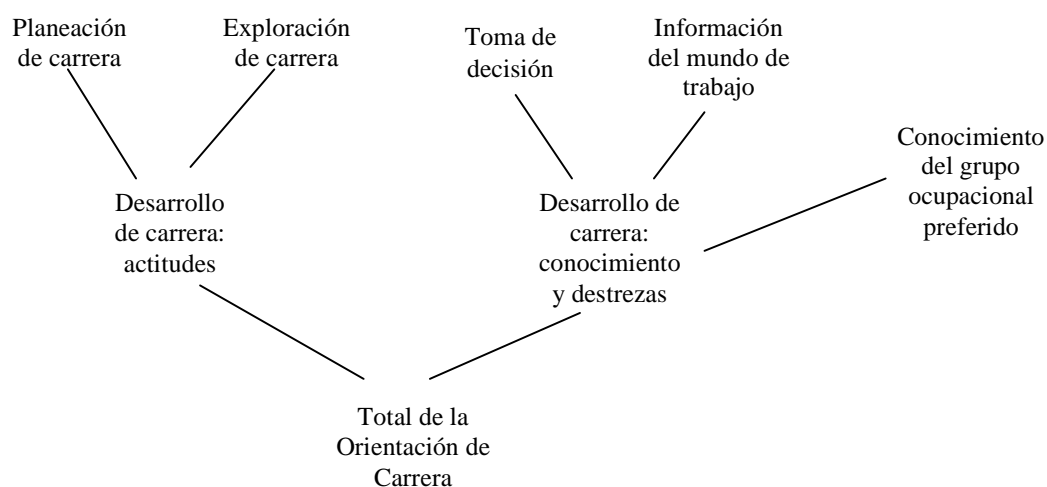 Planeación
de carrera
Exploración
de carrera
Toma de
decisión
Información
del mundo de
trabajo
Conocimiento
del grupo
ocupacional
preferido
Desarrollo
de carrera:
actitudes
Desarrollo de
carrera:
conocimiento
y destrezas
Total de la
Orientación de
Carrera